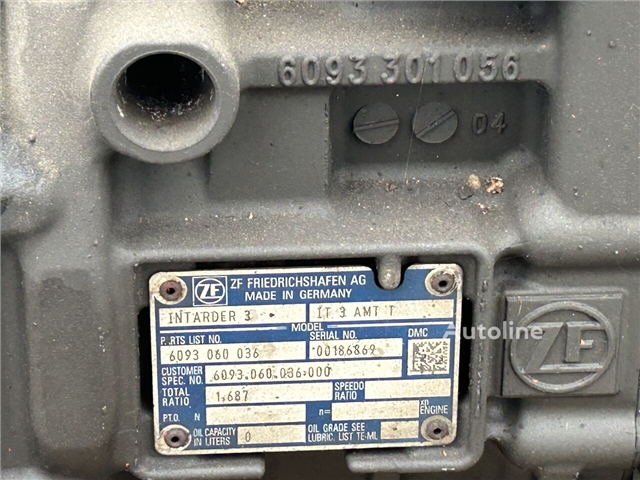 6093 301 056
04
ZF
ZF FRIEDRICHSHAFEN AG
MADE IN GERMANY
INTARDER 3 IT 3 AMT T
MODEL
PARTS LIST NO. SERIAL NO. DMC
6093 060 036 00186869
CUSTOMER SPEC. NO. 6093.060.036.000
TOTAL RATIO 1,687 SPEEDO RATIO
P.T.O. N n= xn ENGINE
OIL CAPACITY IN LITERS 0 OIL GRADE SEE LUBRIC. LIST TE-ML
ZF
Autoline